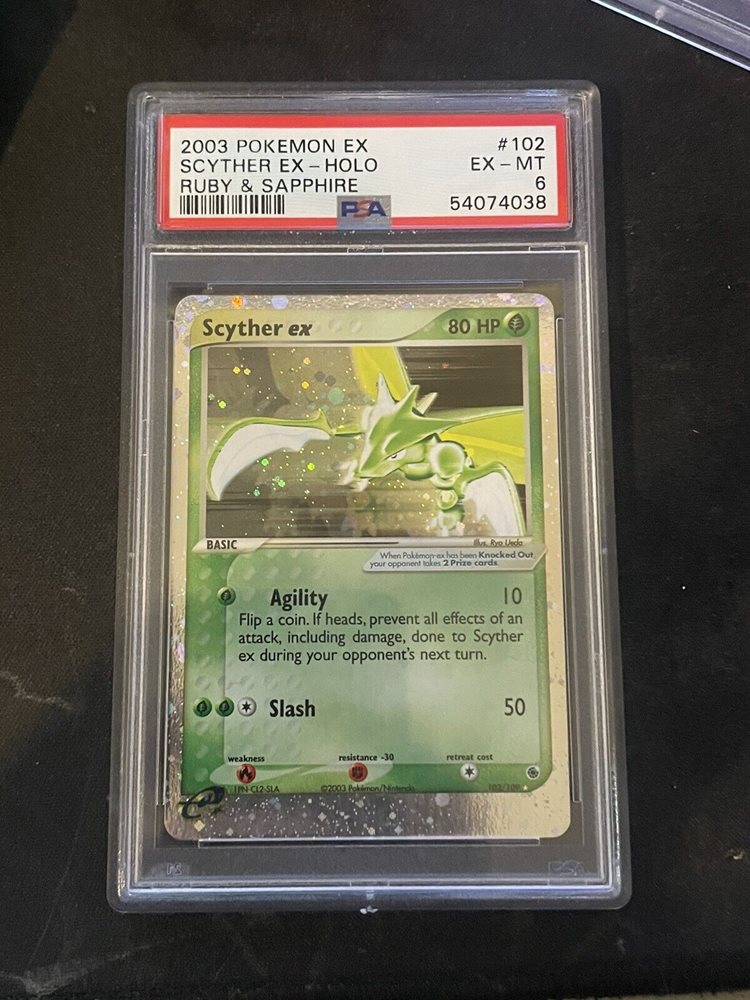 2003 POKEMON EX #102
SCYTHER EX - HOLO EX - MT
RUBY & SAPPHIRE 6
PSA 54074038
Scyther ex 80 HP
BASIC Illus. Ryo Ueda
When Pokémon-ex has been Knocked Out,
your opponent takes 2 Prize cards.
Agility 10
Flip a coin. If heads, prevent all effects of an
attack, including damage, done to Scyther
ex during your opponent's next turn.
Slash 50
weakness resistance -30 retreat cost
©2003 Pokémon/Nintendo 102/109
PSA